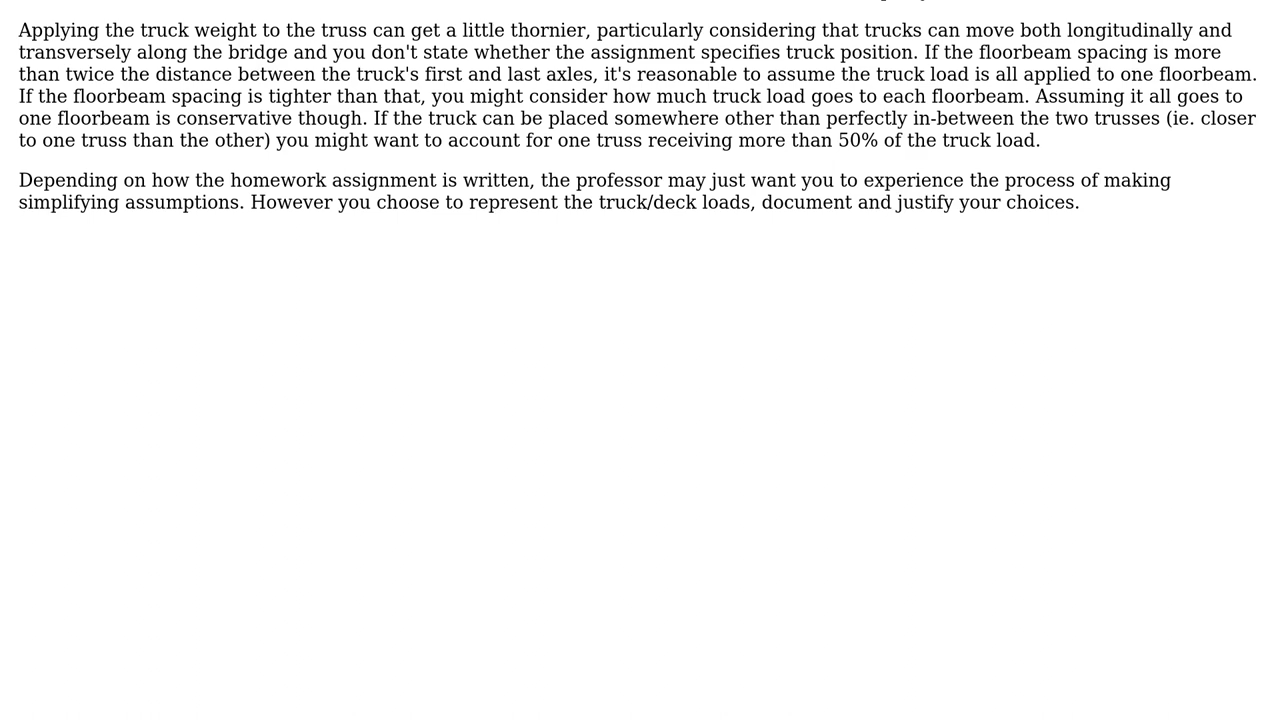 Applying the truck weight to the truss can get a little thornier, particularly considering that trucks can move both longitudinally and
transversely along the bridge and you don't state whether the assignment specifies truck position. If the floorbeam spacing is more
than twice the distance between the truck's first and last axles, it's reasonable to assume the truck load is all applied to one floorbeam.
If the floorbeam spacing is tighter than that, you might consider how much truck load goes to each floorbeam. Assuming it all goes to
one floorbeam is conservative though. If the truck can be placed somewhere other than perfectly in-between the two trusses (ie. closer
to one truss than the other) you might want to account for one truss receiving more than 50% of the truck load.
Depending on how the homework assignment is written, the professor may just want you to experience the process of making
simplifying assumptions. However you choose to represent the truck/deck loads, document and justify your choices.